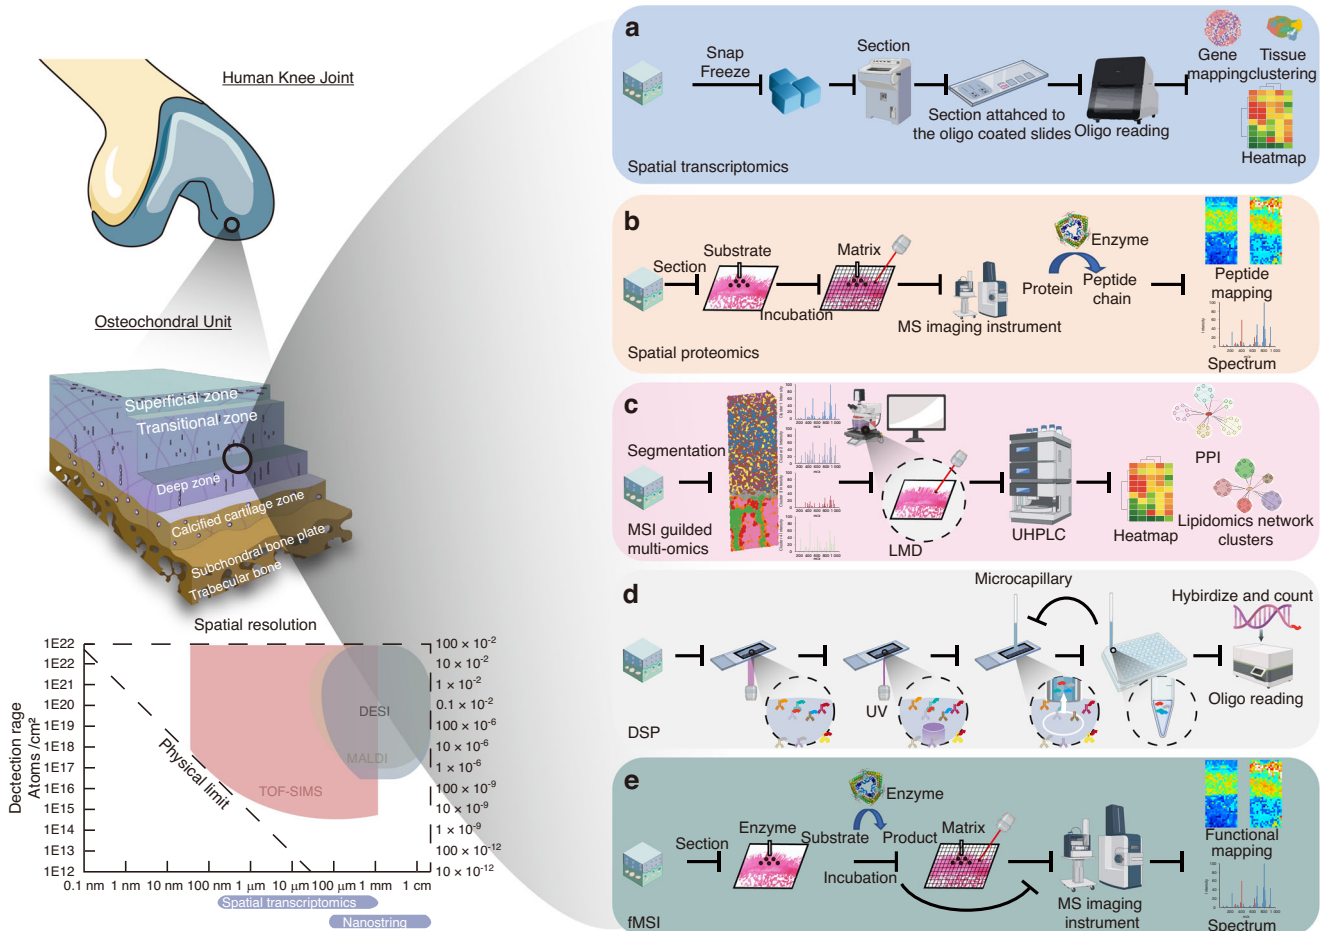 Human Knee Joint
Osteochondral Unit
Superficial zone
Transitional zone
Deep zone
Calcified cartilage zone
Subchondral bone plate
Trabecular bone
Spatial resolution
Dectection rage
Atoms /cm²
1E22
1E22
1E21
1E20
1E19
1E18
1E17
1E16
1E15
1E14
1E13
1E12
100 × 10⁻²
10 × 10⁻²
1 × 10⁻²
0.1 × 10⁻²
100 × 10⁻⁶
10 × 10⁻⁶
1 × 10⁻⁶
100 × 10⁻⁹
10 × 10⁻⁹
1 × 10⁻⁹
100 × 10⁻¹²
10 × 10⁻¹²
DESI
MALDI
TOF-SIMS
Physical limit
0.1 nm 1 nm 10 nm 100 nm 1 μm 10 μm 100 μm 1 mm 1 cm
Spatial transcriptomics
Nanostring
a
Snap
Freeze
Section
Section attahced to
the oligo coated slides
Oligo reading
Gene
mapping
Tissue
clustering
Heatmap
Spatial transcriptomics
b
Section
Substrate
Incubation
Matrix
MS imaging instrument
Enzyme
Protein
Peptide
chain
Peptide
mapping
Spectrum
Spatial proteomics
c
Segmentation
MSI guilded
multi-omics
LMD
UHPLC
Heatmap
PPI
Lipidomics network
clusters
d
DSP
UV
Microcapillary
Hybirdize and count
Oligo reading
e
Section
Enzyme
Enzyme
Substrate
Product
Incubation
Matrix
MS imaging
instrument
Functional
mapping
Spectrum
fMSI